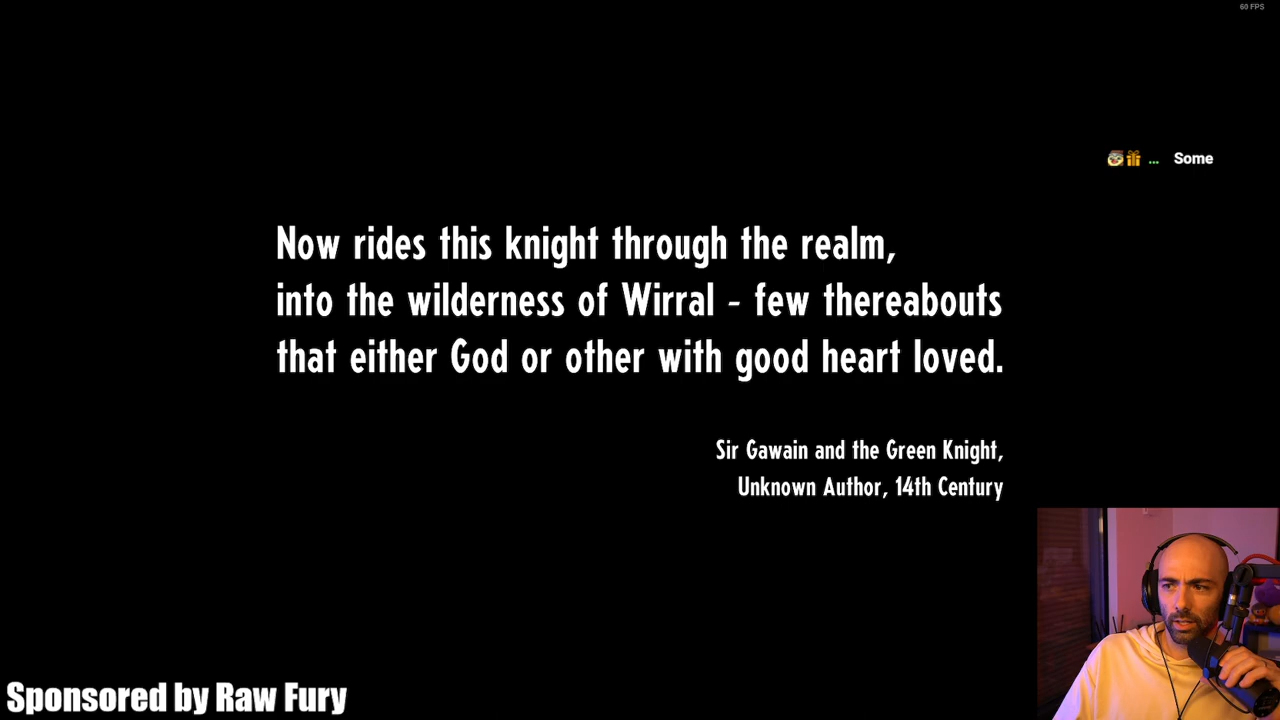 60 FPS
... Some
Now rides this knight through the realm,
into the wilderness of Wirral - few thereabouts
that either God or other with good heart loved.
Sir Gawain and the Green Knight,
Unknown Author, 14th Century
Sponsored by Raw Fury